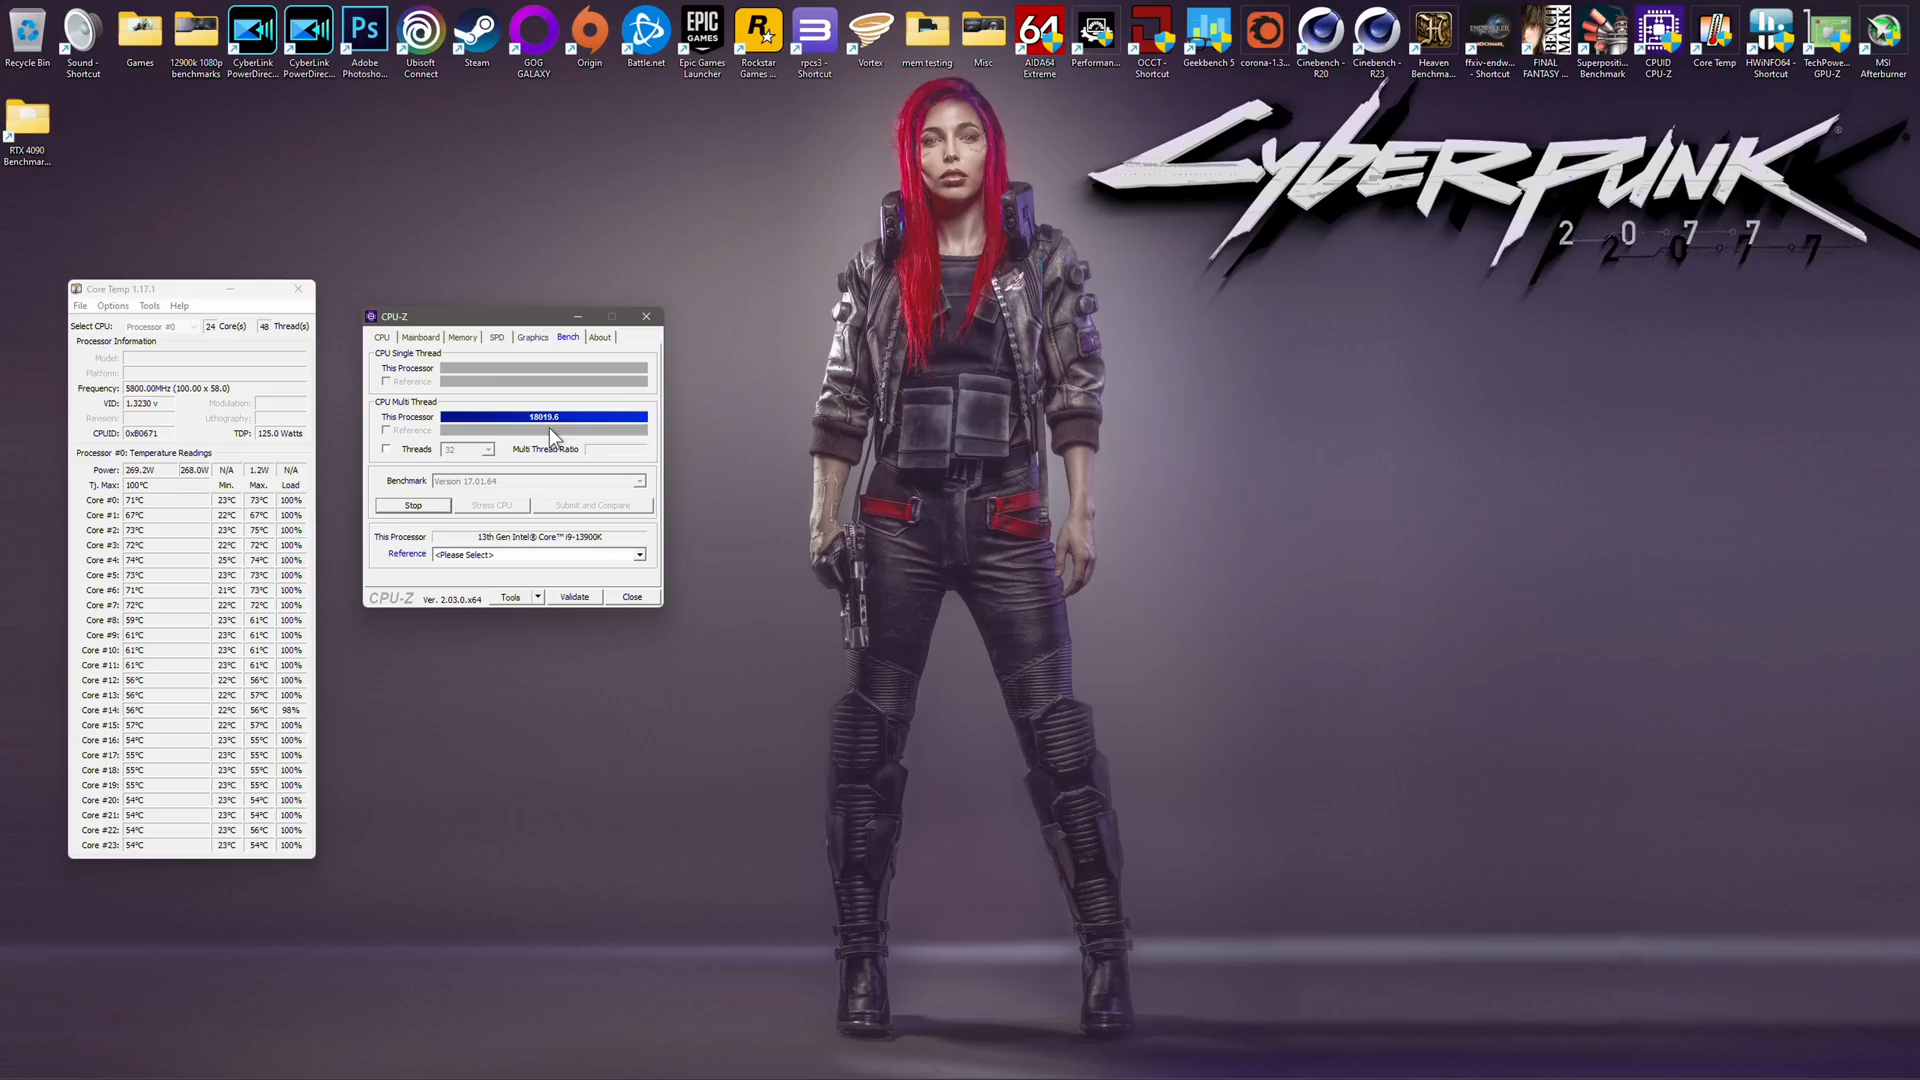 Recycle Bin
Sound - Shortcut
Games
12900k 1080p benchmarks
CyberLink PowerDirec...
CyberLink PowerDirec...
Ps
Adobe Photosho...
Ubisoft Connect
Steam
GOG GALAXY
Origin
Battle.net
EPIC GAMES
Epic Games Launcher
R
Rockstar Games ...
rpcs3 - Shortcut
Vortex
mem testing
Misc
64
AIDA64 Extreme
Performan...
OCCT - Shortcut
Geekbench 5
corona-1.3...
Cinebench - R20
Cinebench - R23
Heaven Benchma...
ffxiv-endw... - Shortcut
BENCH MARK
FINAL FANTASY ...
Superpositi... Benchmark
CPUID CPU-Z
Core Temp
HWiNFO64 - Shortcut
TechPowe... GPU-Z
MSI Afterburner
RTX 4090 Benchmar...
CYBERPUNK
2077
Core Temp 1.17.1
File Options Tools Help
Select CPU: Processor #0 24 Core(s) 48 Thread(s)
Processor Information
Model:
Platform:
Frequency: 5800.00MHz (100.00 x 58.0)
VID: 1.3230 v Modulation:
Revision: Lithography:
CPUID: 0xB0671 TDP: 125.0 Watts
Processor #0: Temperature Readings
Power: 269.2W 268.0W N/A 1.2W N/A
Tj. Max: 100°C Min. Max. Load
Core #0: 71°C 23°C 73°C 100%
Core #1: 67°C 22°C 67°C 100%
Core #2: 73°C 23°C 75°C 100%
Core #3: 72°C 22°C 72°C 100%
Core #4: 74°C 25°C 74°C 100%
Core #5: 73°C 23°C 73°C 100%
Core #6: 71°C 21°C 73°C 100%
Core #7: 72°C 22°C 72°C 100%
Core #8: 59°C 23°C 61°C 100%
Core #9: 61°C 23°C 61°C 100%
Core #10: 61°C 23°C 61°C 100%
Core #11: 61°C 23°C 61°C 100%
Core #12: 56°C 22°C 56°C 100%
Core #13: 56°C 22°C 57°C 100%
Core #14: 56°C 22°C 56°C 98%
Core #15: 57°C 22°C 57°C 100%
Core #16: 54°C 23°C 55°C 100%
Core #17: 55°C 23°C 55°C 100%
Core #18: 55°C 23°C 55°C 100%
Core #19: 55°C 23°C 55°C 100%
Core #20: 54°C 23°C 54°C 100%
Core #21: 54°C 23°C 54°C 100%
Core #22: 54°C 23°C 56°C 100%
Core #23: 54°C 23°C 54°C 100%
CPU-Z
CPU Mainboard Memory SPD Graphics Bench About
CPU Single Thread
This Processor
Reference
CPU Multi Thread
This Processor 18019.6
Reference
Threads 32 Multi Thread Ratio
Benchmark Version 17.01.64
Stop Stress CPU Submit and Compare
This Processor 13th Gen Intel® Core™ i9-13900K
Reference <Please Select>
CPU-Z Ver. 2.03.0.x64 Tools Validate Close